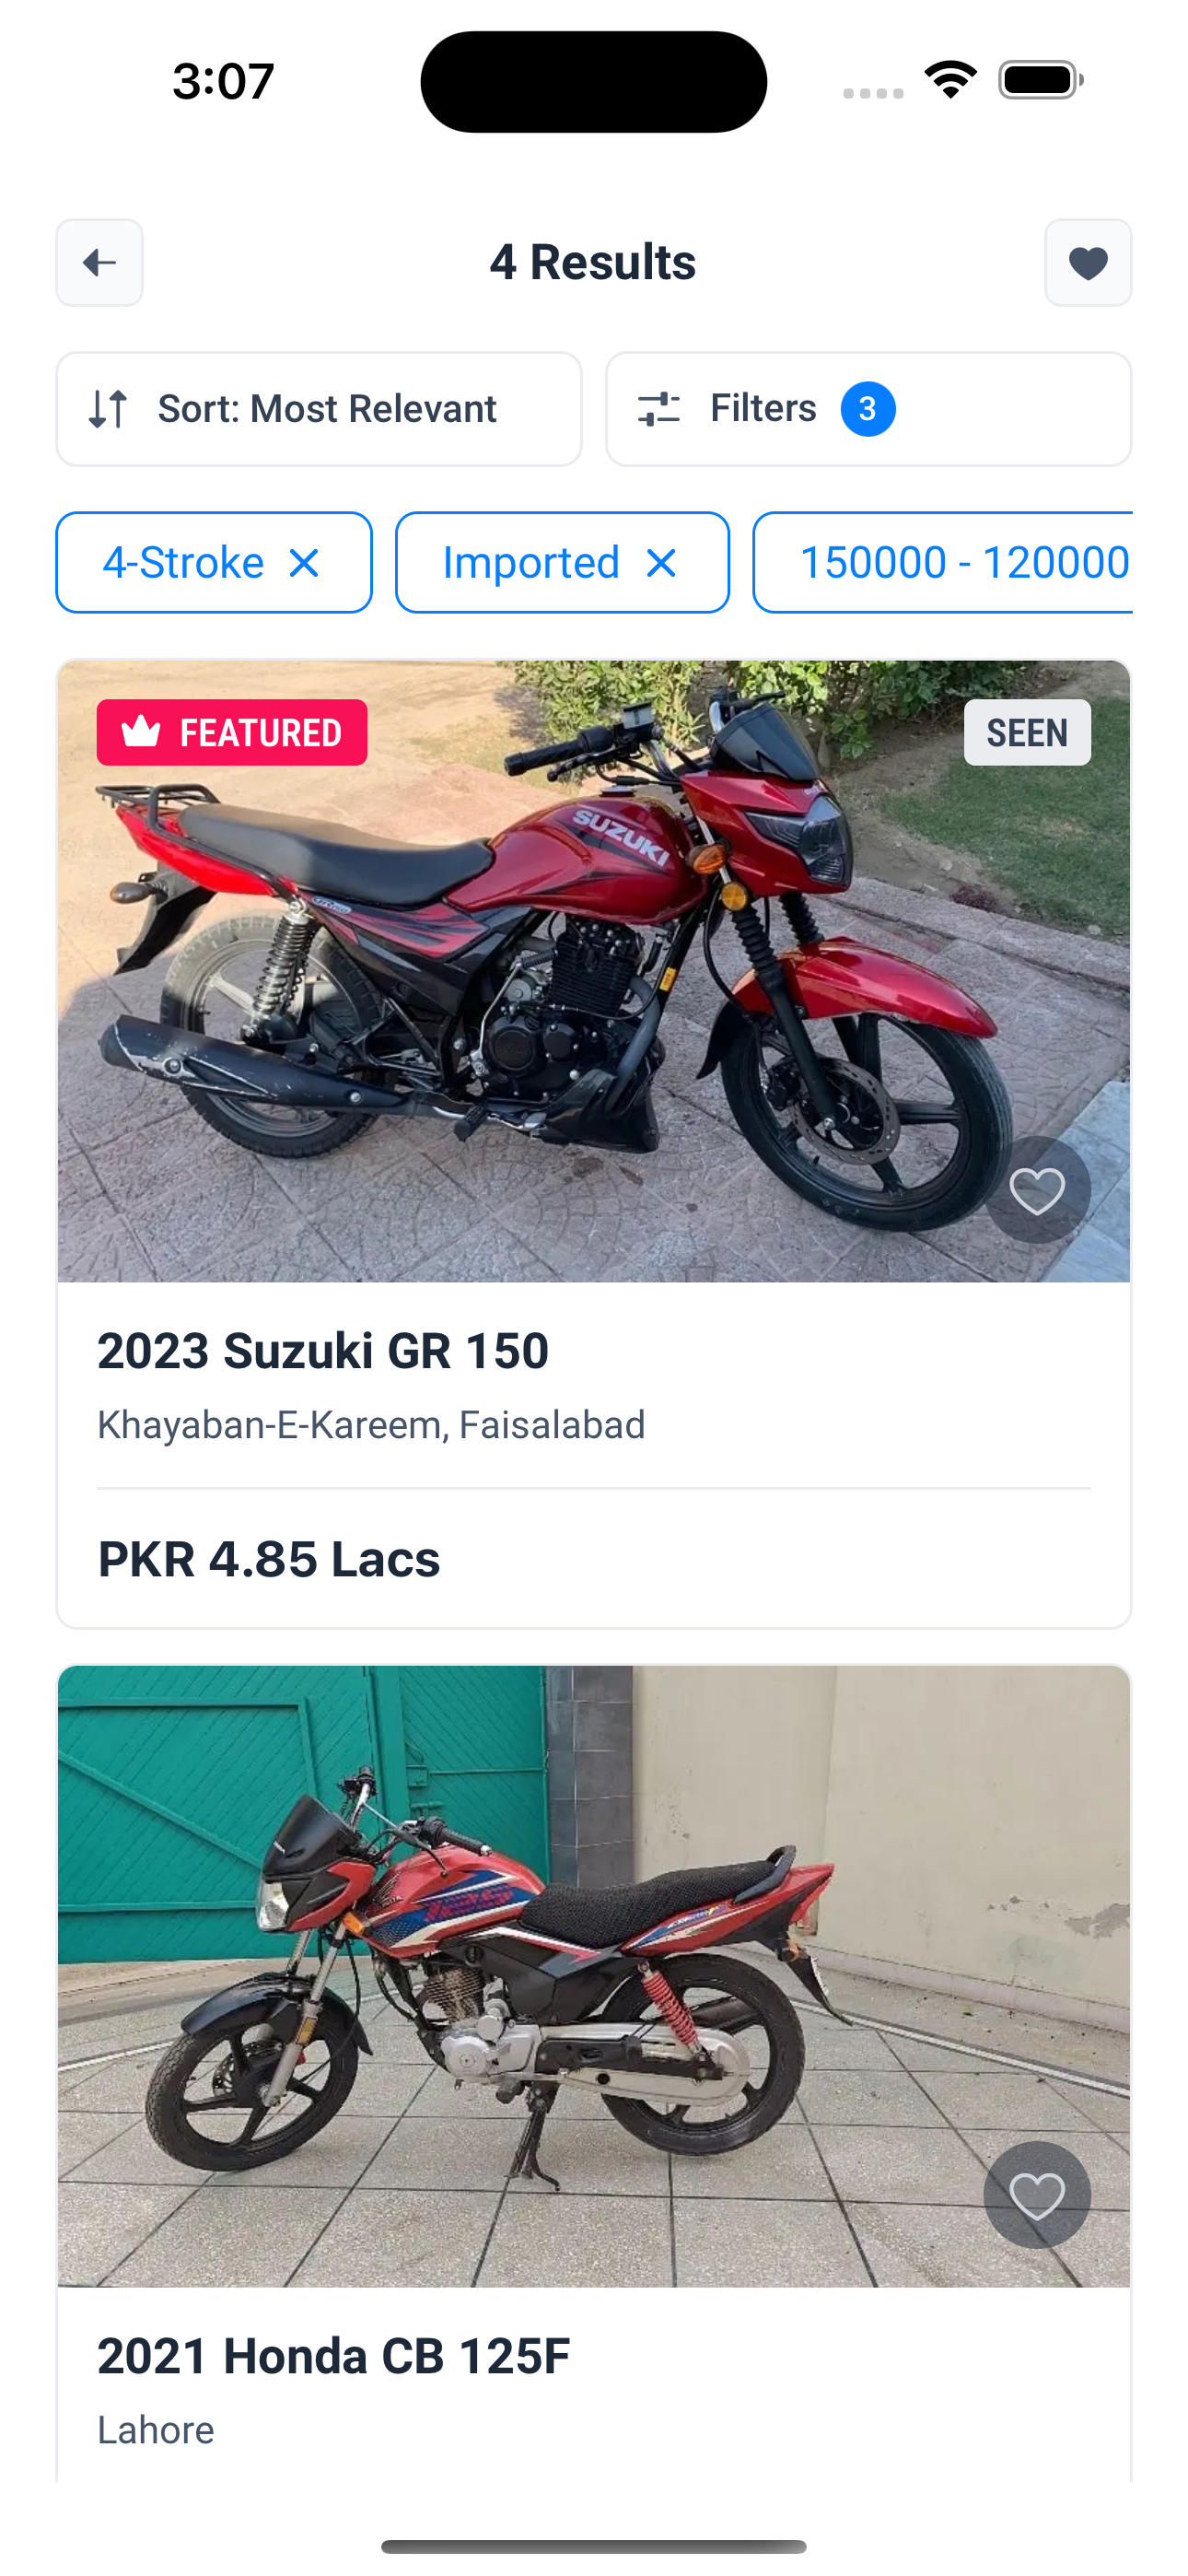 3:07
4 Results
Sort: Most Relevant
Filters 3
4-Stroke
Imported
150000 - 120000
FEATURED
SEEN
SUZUKI
2023 Suzuki GR 150
Khayaban-E-Kareem, Faisalabad
PKR 4.85 Lacs
2021 Honda CB 125F
Lahore